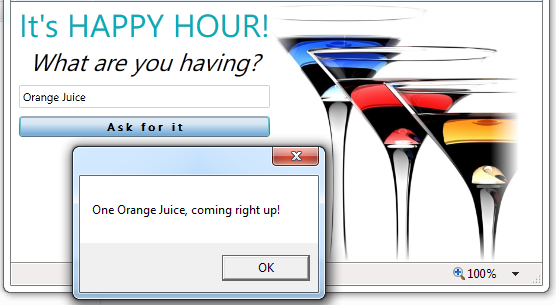 It's HAPPY HOUR!
What are you having?
Orange Juice
Ask for it
One Orange Juice, coming right up!
OK
100%